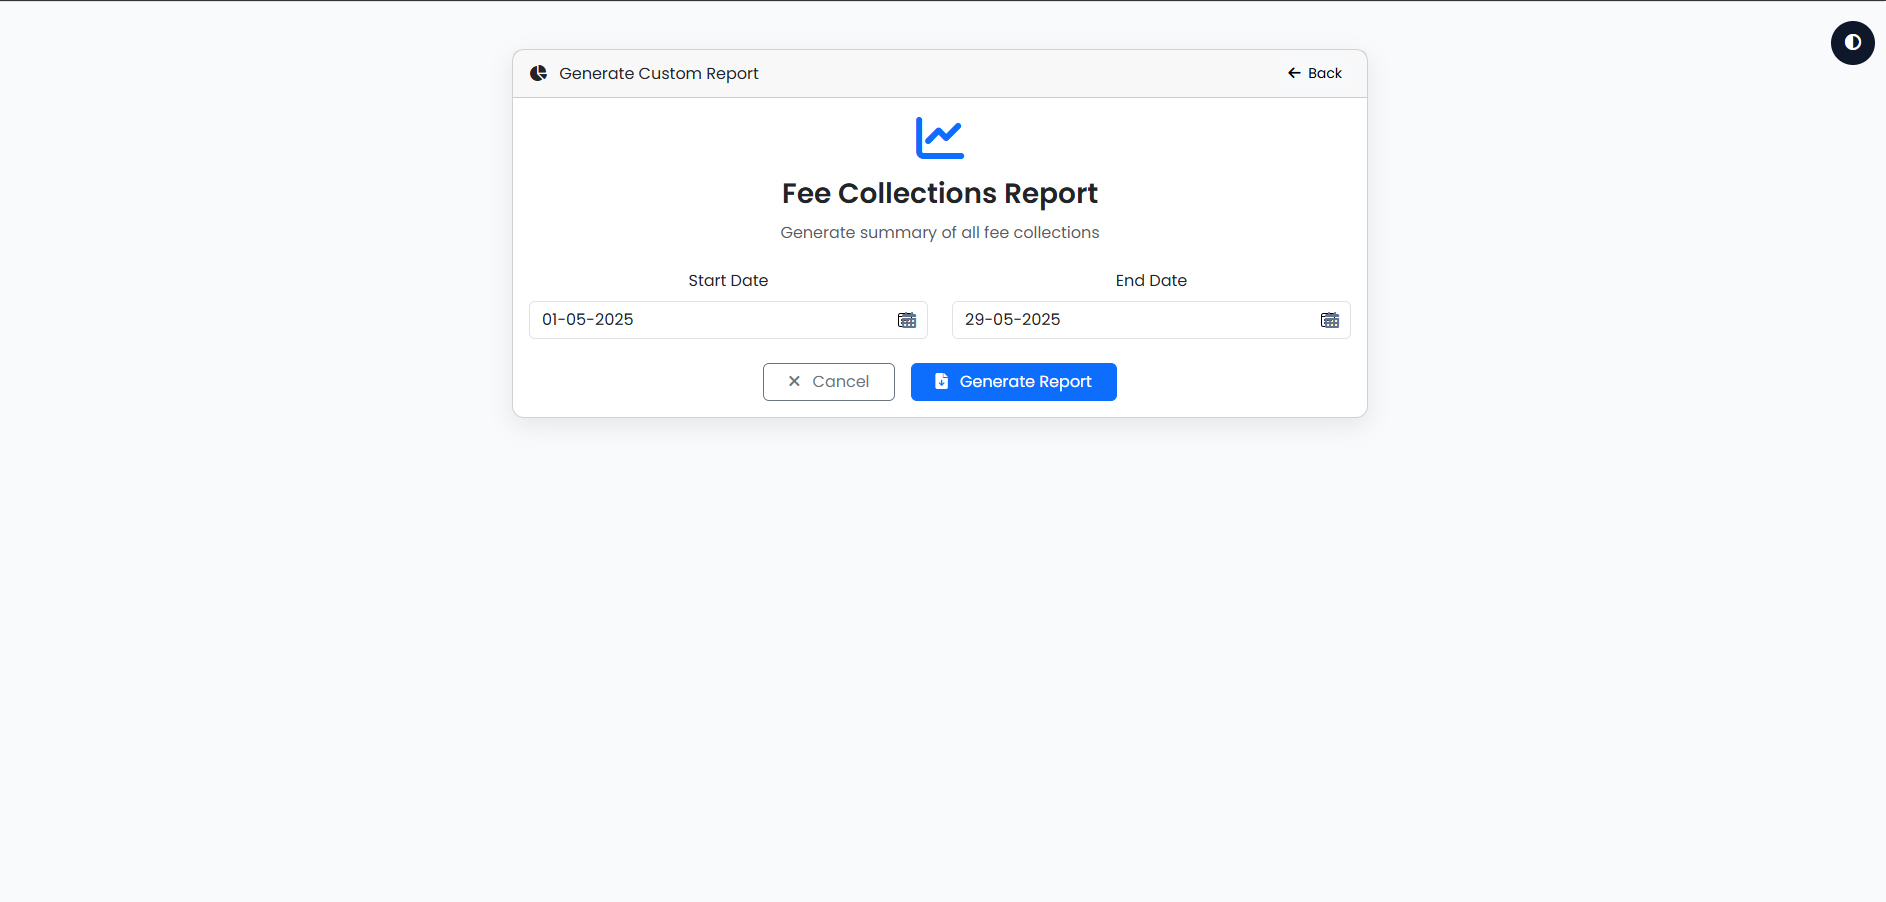 Generate Custom Report
Back
Fee Collections Report
Generate summary of all fee collections
Start Date
End Date
01-05-2025
29-05-2025
Cancel
Generate Report